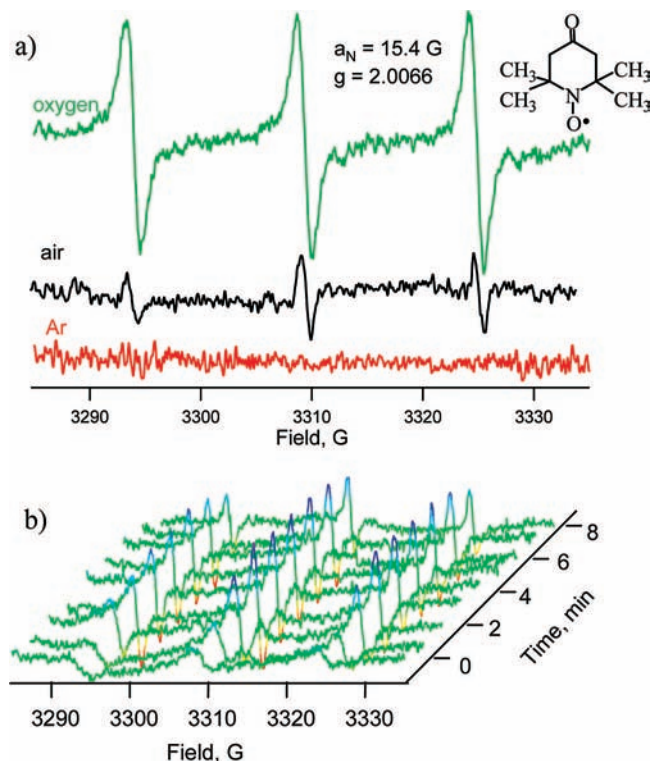 a)
oxygen
a_N = 15.4 G
g = 2.0066
O
CH₃
CH₃
CH₃
N
CH₃
O•
air
Ar
3290
3300
3310
3320
3330
Field, G
b)
8
6
4
2
0
Time, min
3290
3300
3310
3320
3330
Field, G